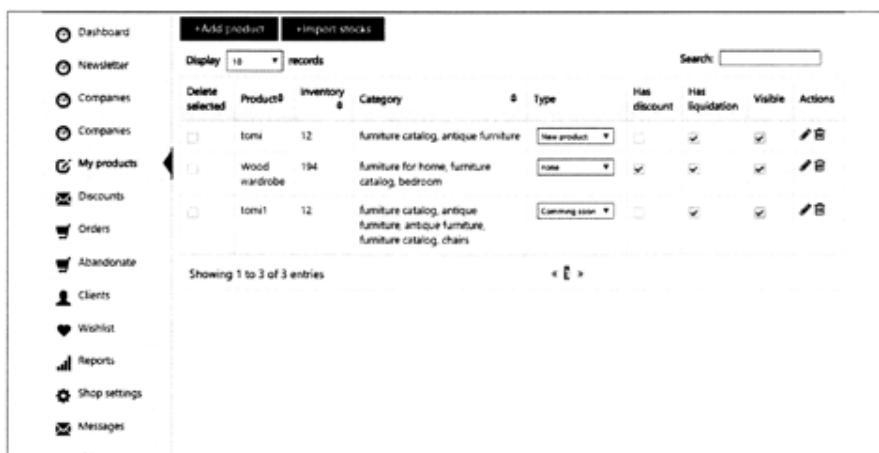 Dashboard
Newsletter
Companies
Companies
My products
Discounts
Orders
Abandonate
Clients
Wishlist
Reports
Shop settings
Messages
+Add product +Import stocks
Display 10 records Search:
Delete selected Product Inventory Category Type Has discount Has liquidation Visible Actions
tomi 12 furniture catalog, antique furniture New product
Wood wardrobe 194 furniture for home, furniture
catalog, bedroom none
tomi1 12 furniture catalog, antique
furniture, antique furniture,
furniture catalog, chairs Comming soon
Showing 1 to 3 of 3 entries « »